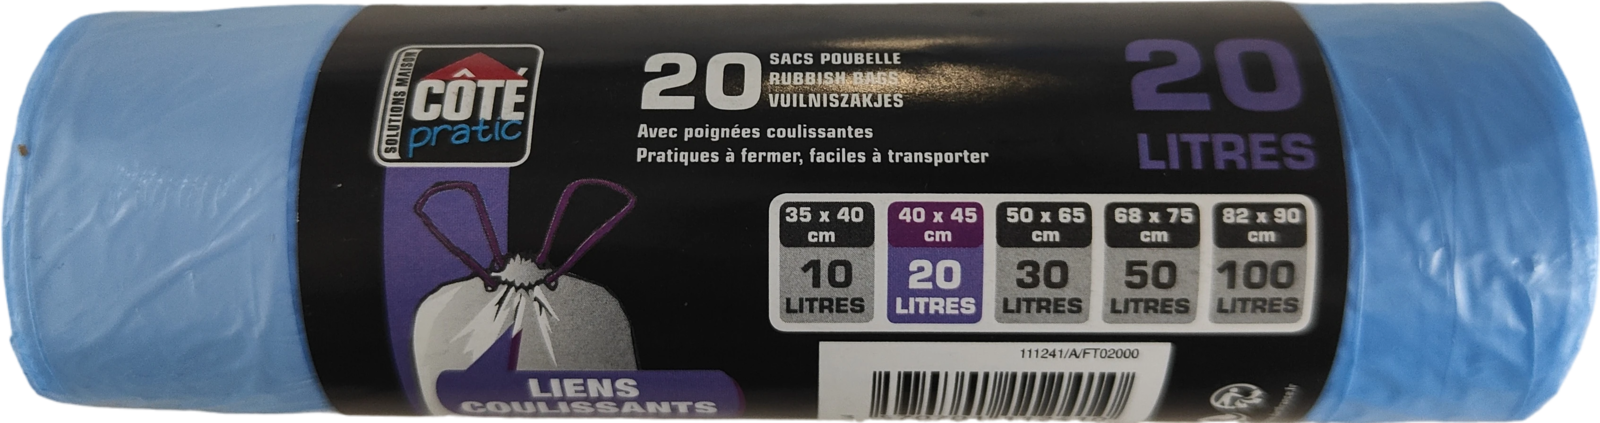 SOLUTIONS MAISON
CÔTÉ
pratic
20
SACS POUBELLE
RUBBISH BAGS
VUILNISZAKJES
Avec poignées coulissantes
Pratiques à fermer, faciles à transporter
20
LITRES
35 x 40
cm
10
LITRES
40 x 45
cm
20
LITRES
50 x 65
cm
30
LITRES
68 x 75
cm
50
LITRES
82 x 90
cm
100
LITRES
LIENS
COULISSANTS
111241/A/FT02000